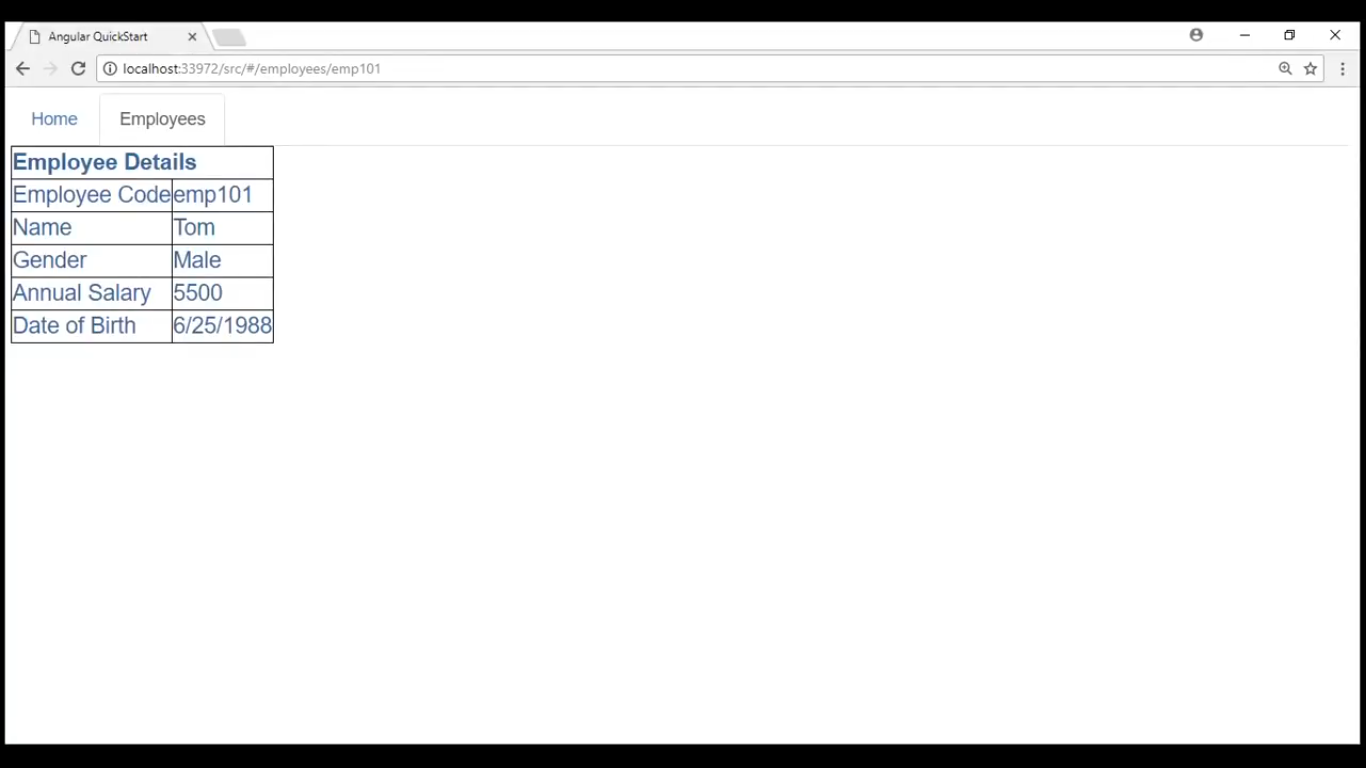 Angular QuickStart
localhost:33972/src/#/employees/emp101
Home Employees
Employee Details
Employee Code emp101
Name Tom
Gender Male
Annual Salary 5500
Date of Birth 6/25/1988